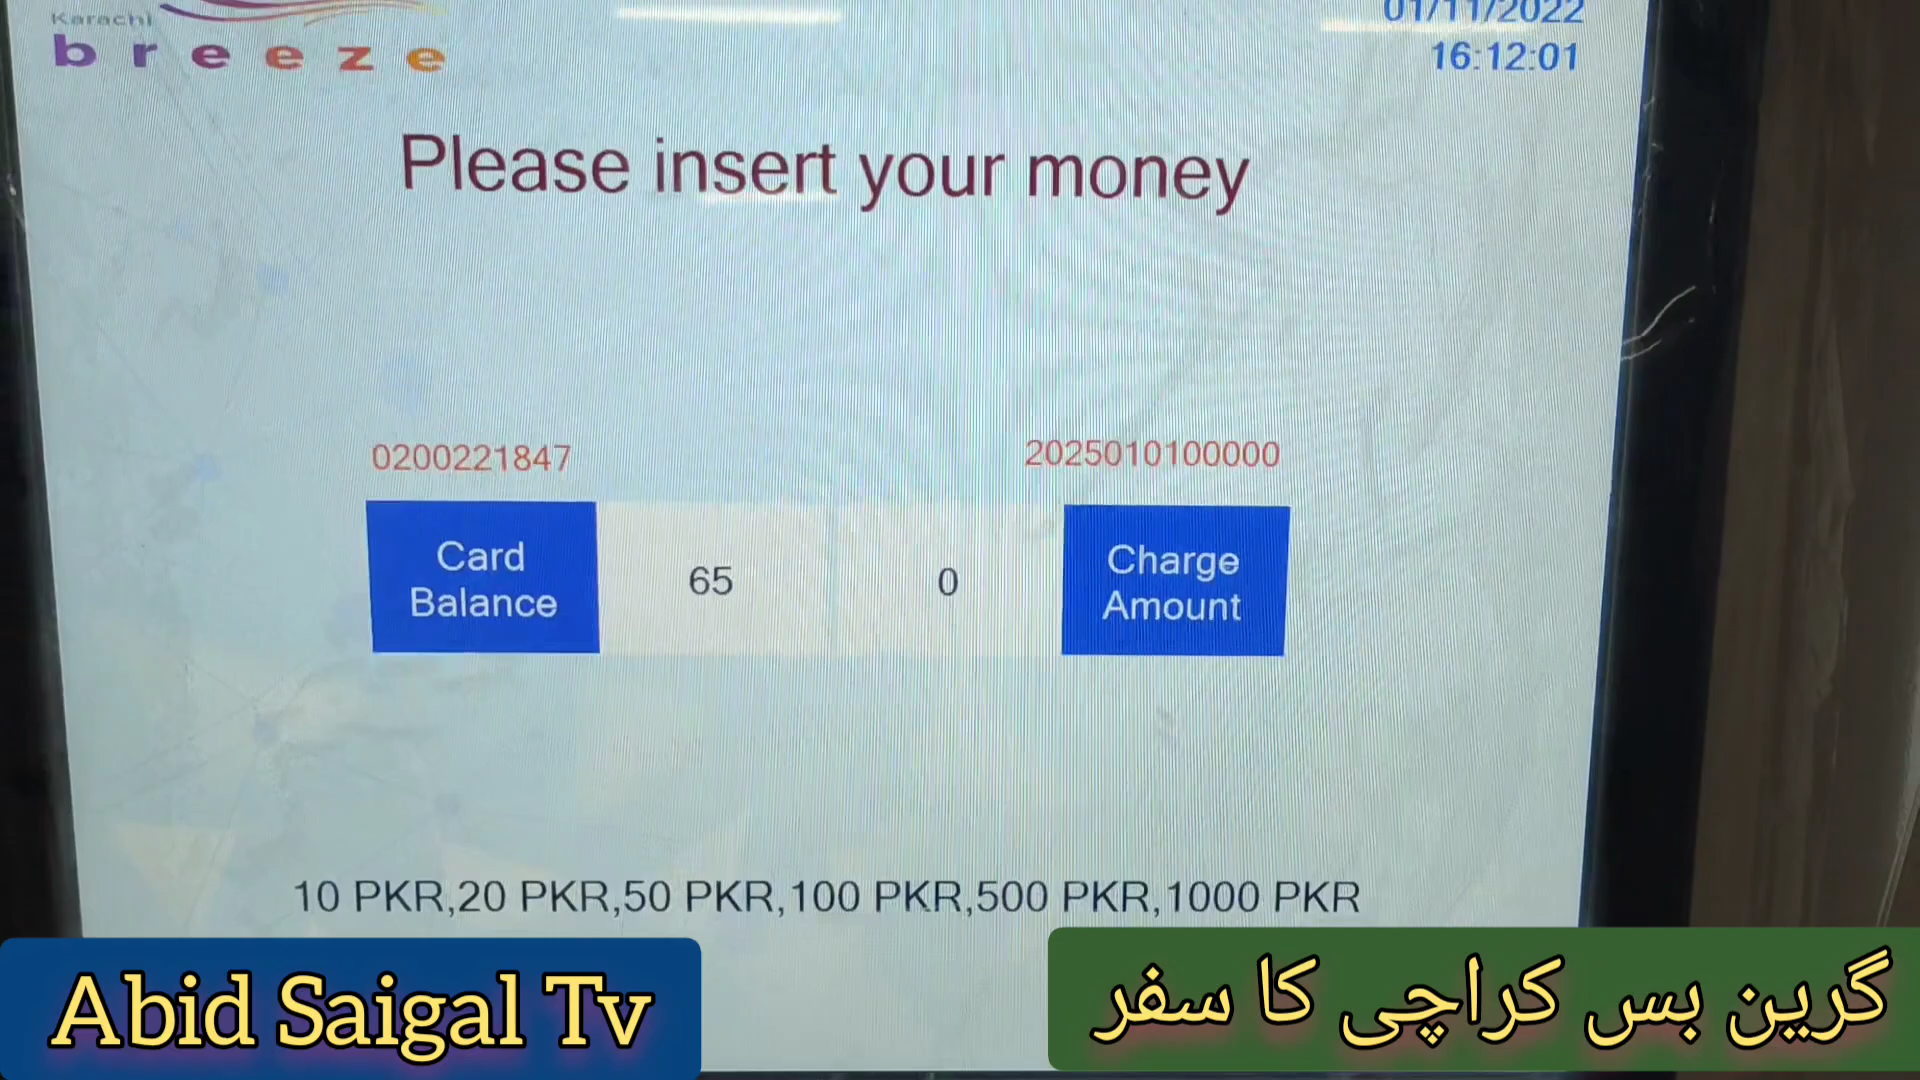 Karachi
breeze
01/11/2022
16:12:01
Please insert your money
0200221847
2025010100000
Card
Balance
65
0
Charge
Amount
10 PKR,20 PKR,50 PKR,100 PKR,500 PKR,1000 PKR
Abid Saigal Tv
گرین بس کراچی کا سفر